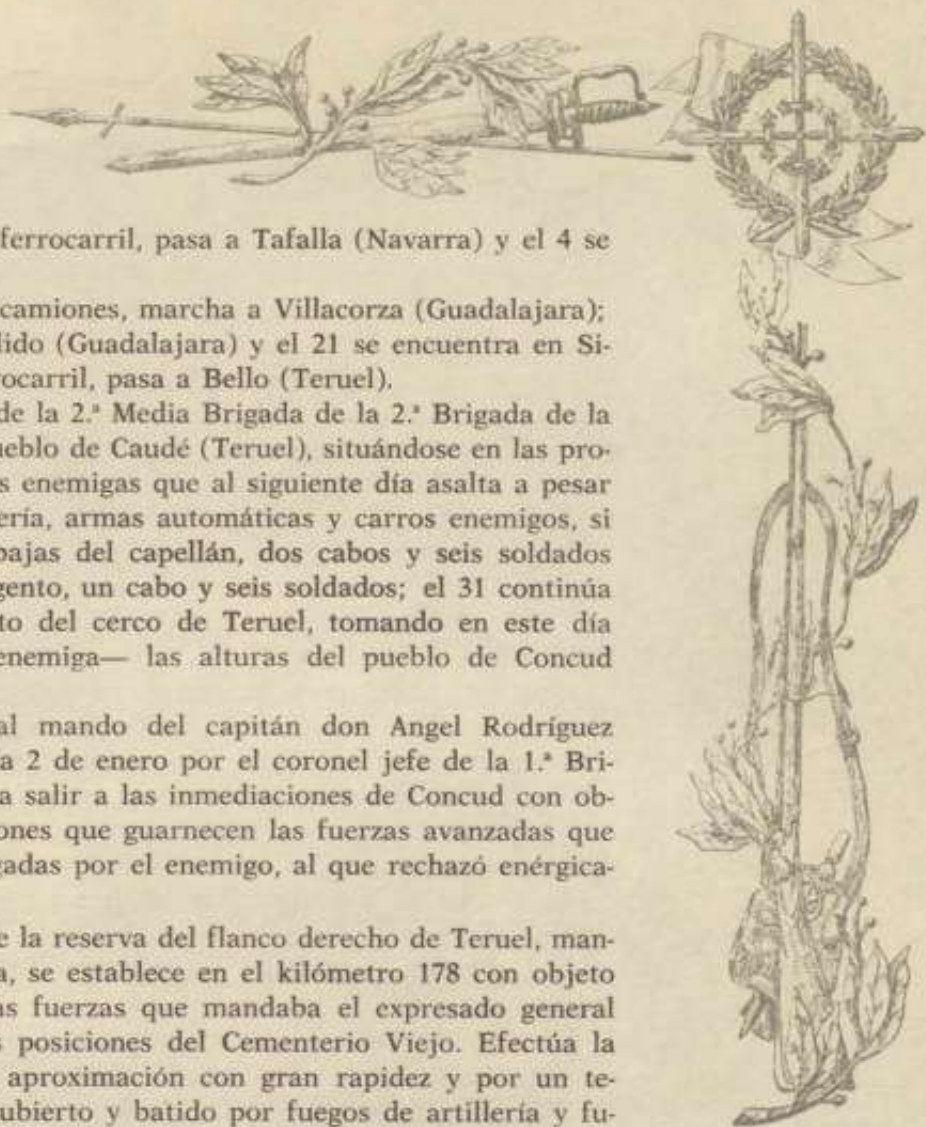 ferrocarril, pasa a Tafalla (Navarra) y el 4 se
camiones, marcha a Villacorza (Guadalajara);
lido (Guadalajara) y el 21 se encuentra en Si-
rocarril, pasa a Bello (Teruel).
de la 2.ª Media Brigada de la 2.ª Brigada de la
ueblo de Caudé (Teruel), situándose en las pro-
s enemigas que al siguiente día asalta a pesar
ería, armas automáticas y carros enemigos, si
bajas del capellán, dos cabos y seis soldados
gento, un cabo y seis soldados; el 31 continúa
to del cerco de Teruel, tomando en este día
enemiga— las alturas del pueblo de Concud
al mando del capitán don Angel Rodríguez
a 2 de enero por el coronel jefe de la 1.ª Bri-
a salir a las inmediaciones de Concud con ob-
ones que guarnecen las fuerzas avanzadas que
gadas por el enemigo, al que rechazó enérgica-
e la reserva del flanco derecho de Teruel, man-
a, se establece en el kilómetro 178 con objeto
as fuerzas que mandaba el expresado general
s posiciones del Cementerio Viejo. Efectúa la
aproximación con gran rapidez y por un te-
ubierto y batido por fuegos de artillería y fu-